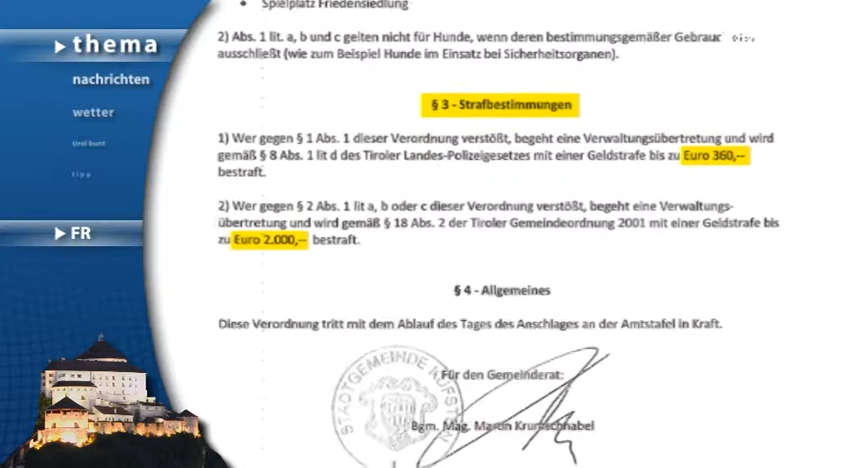 thema
nachrichten
wetter
tirol bunt
tipp
FR
• Spielplatz Friedensiedlung
2) Abs. 1 lit. a, b und c gelten nicht für Hunde, wenn deren bestimmungsgemäßer
ausschließt (wie zum Beispiel Hunde im Einsatz bei Sicherheitsorganen).
§ 3 - Strafbestimmungen
1) Wer gegen § 1 Abs. 1 dieser Verordnung verstößt, begeht eine Verwaltungsübertretung und wird
gemäß § 8 Abs. 1 lit d des Tiroler Landes-Polizeigesetzes mit einer Geldstrafe bis zu Euro 360,--
bestraft.
2) Wer gegen § 2 Abs. 1 lit a, b oder c dieser Verordnung verstößt, begeht eine Verwaltungs-
übertretung und wird gemäß § 18 Abs. 2 der Tiroler Gemeindeordnung 2001 mit einer Geldstrafe bis
zu Euro 2.000,-- bestraft.
§ 4 - Allgemeines
Diese Verordnung tritt mit dem Ablauf des Tages des Anschlages an der Amtstafel in Kraft.
STADTGEMEINDE KUFSTEIN
Für den Gemeinderat:
Bgm. Mag. Martin Krumschnabel